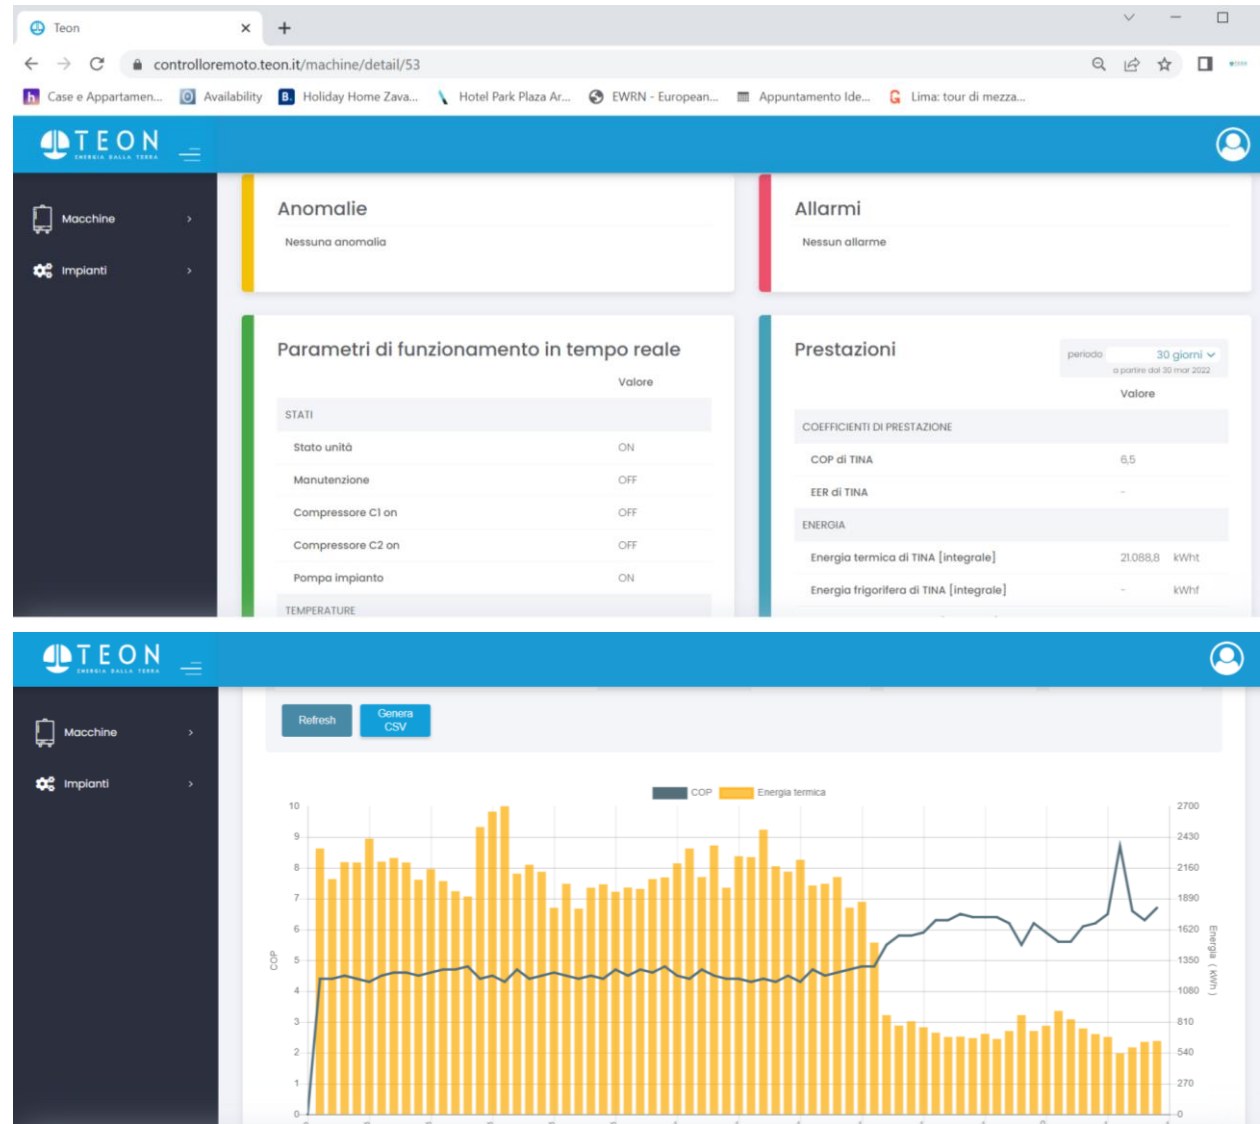 Teon
controlloremoto.teon.it/machine/detail/53
Case e Appartamen... Availability Holiday Home Zava... Hotel Park Plaza Ar... EWRN - European... Appuntamento Ide... Lima: tour di mezza...
TEON
ENERGIA DALLA TERRA
Macchine
Impianti
Anomalie
Nessuna anomalia
Allarmi
Nessun allarme
Parametri di funzionamento in tempo reale
Valore
STATI
Stato unità ON
Manutenzione OFF
Compressore C1 on OFF
Compressore C2 on OFF
Pompa impianto ON
TEMPERATURE
Prestazioni
periodo 30 giorni
a partire dal 30 mar 2022
Valore
COEFFICIENTI DI PRESTAZIONE
COP di TINA 6,5
EER di TINA -
ENERGIA
Energia termica di TINA [integrale] 21.088,8 kWht
Energia frigorifera di TINA [integrale] - kWhf
TEON
ENERGIA DALLA TERRA
Macchine
Impianti
Refresh
Genera
CSV
COP Energia termica
10 2700
9 2430
8 2160
7 1890
6 1620
5 1350
4 1080
3 810
2 540
1 270
0 0
COP
Energia ( kWh )